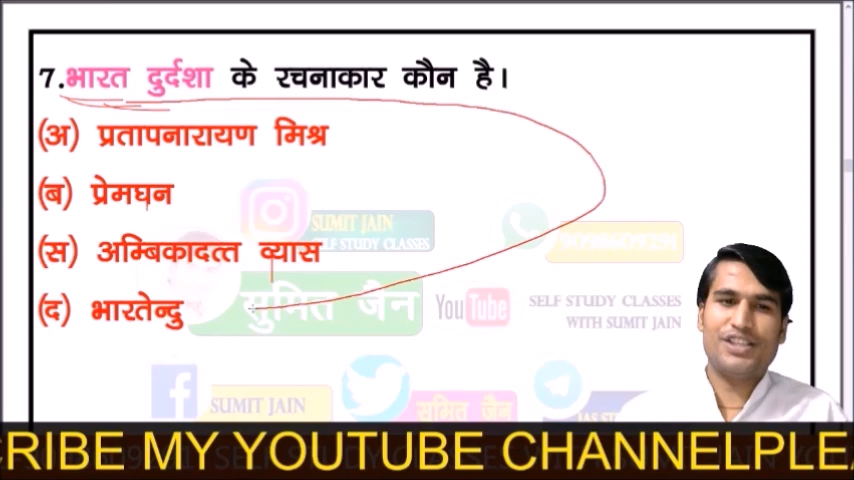 7.भारत दुर्दशा के रचनाकार कौन है।
(अ) प्रतापनारायण मिश्र
(ब) प्रेमघन
(स) अम्बिकादत्त व्यास
(द) भारतेन्दु
SUMIT JAIN
SELF STUDY CLASSES
सुमित जैन
YouTube
SELF STUDY CLASSES
WITH SUMIT JAIN
SUMIT JAIN
सुमित जैन
CRIBE MY YOUTUBE CHANNELPLEA